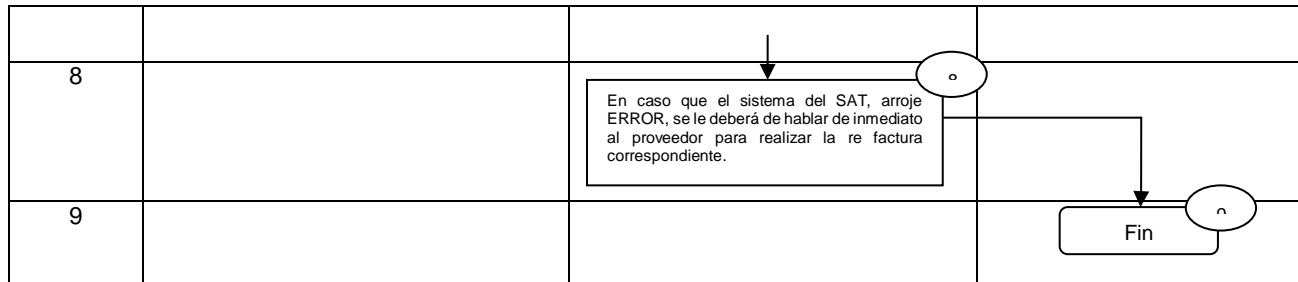 8
En caso que el sistema del SAT, arroje
ERROR, se le deberá de hablar de inmediato
al proveedor para realizar la re factura
correspondiente.
9
Fin